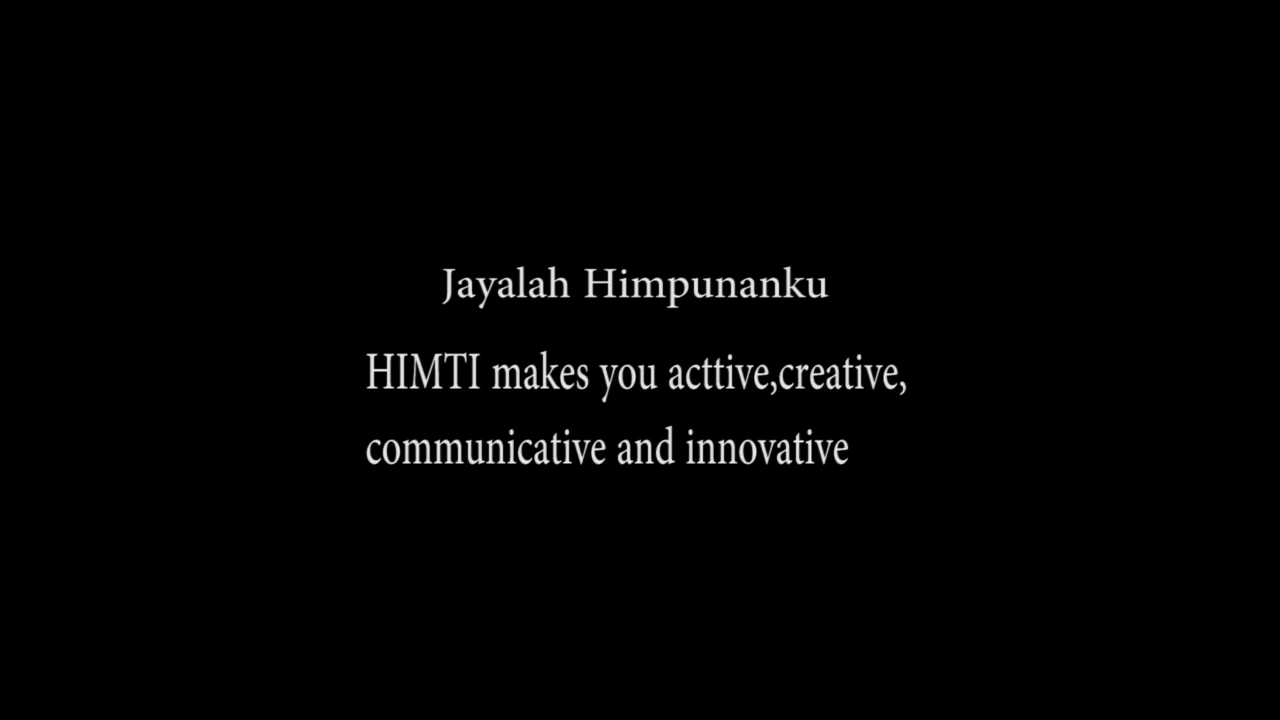 Jayalah Himpunanku
HIMTI makes you acttive,creative,
communicative and innovative